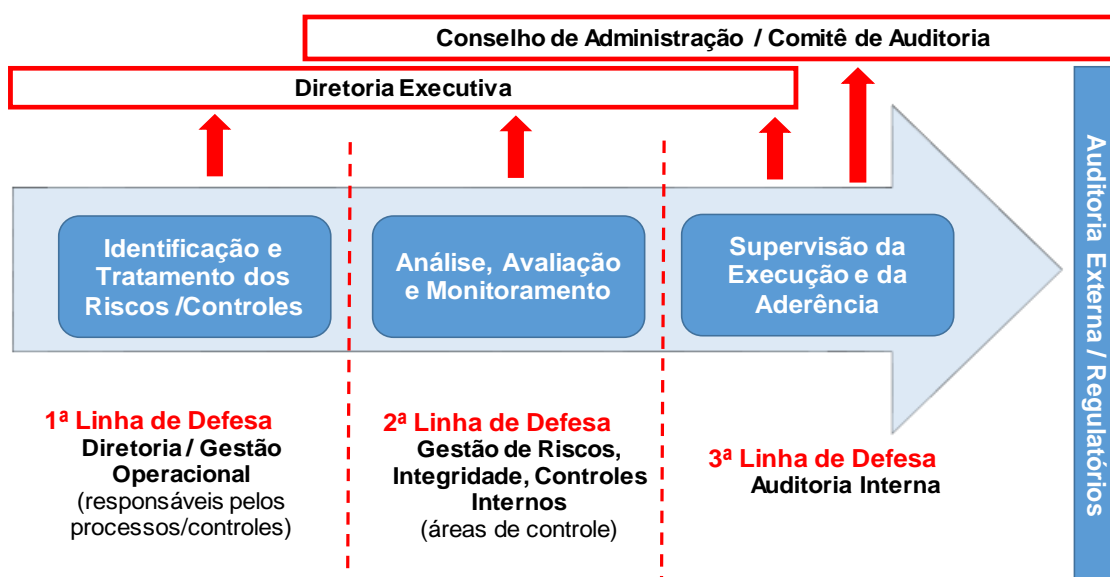 Conselho de Administração / Comitê de Auditoria
Diretoria Executiva
Identificação e
Tratamento dos
Riscos /Controles
Análise, Avaliação
e Monitoramento
Supervisão da
Execução e da
Aderência
Auditoria Externa / Regulatórios
1ª Linha de Defesa
Diretoria / Gestão
Operacional
(responsáveis pelos
processos/controles)
2ª Linha de Defesa
Gestão de Riscos,
Integridade, Controles
Internos
(áreas de controle)
3ª Linha de Defesa
Auditoria Interna